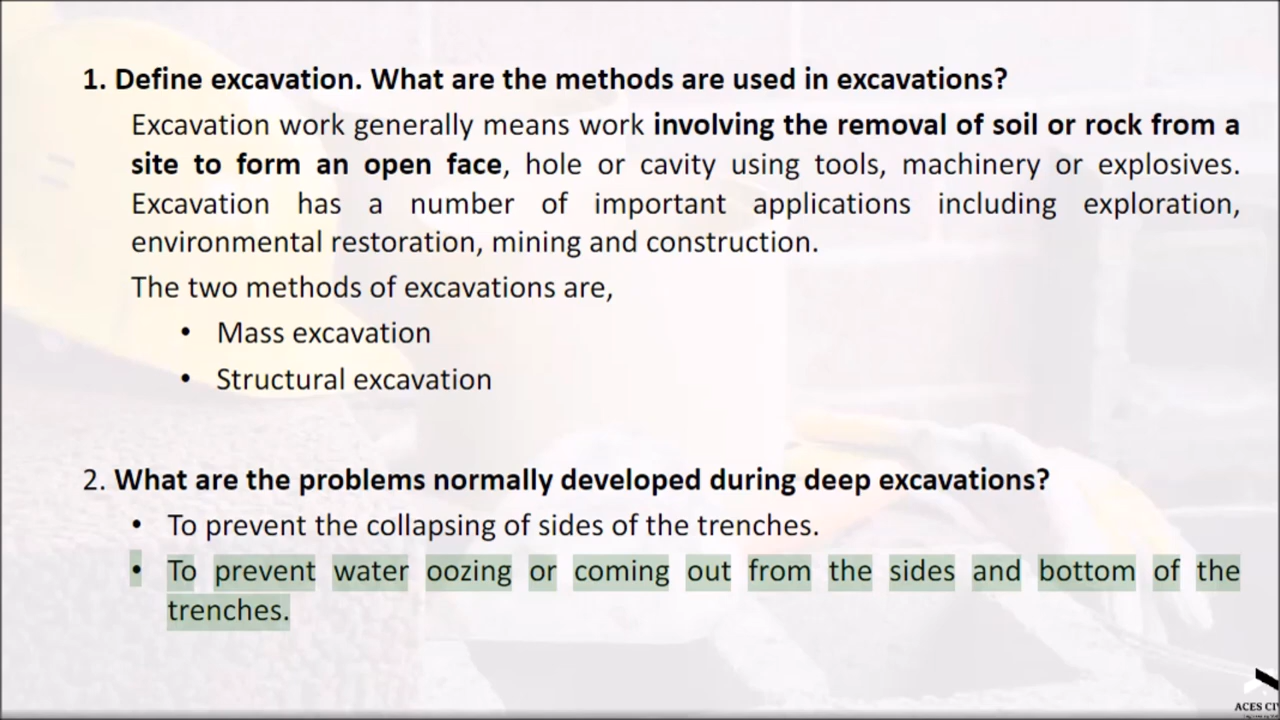 1. Define excavation. What are the methods are used in excavations?
Excavation work generally means work involving the removal of soil or rock from a
site to form an open face, hole or cavity using tools, machinery or explosives.
Excavation has a number of important applications including exploration,
environmental restoration, mining and construction.
The two methods of excavations are,
• Mass excavation
• Structural excavation
2. What are the problems normally developed during deep excavations?
• To prevent the collapsing of sides of the trenches.
• To prevent water oozing or coming out from the sides and bottom of the
trenches.
ACES